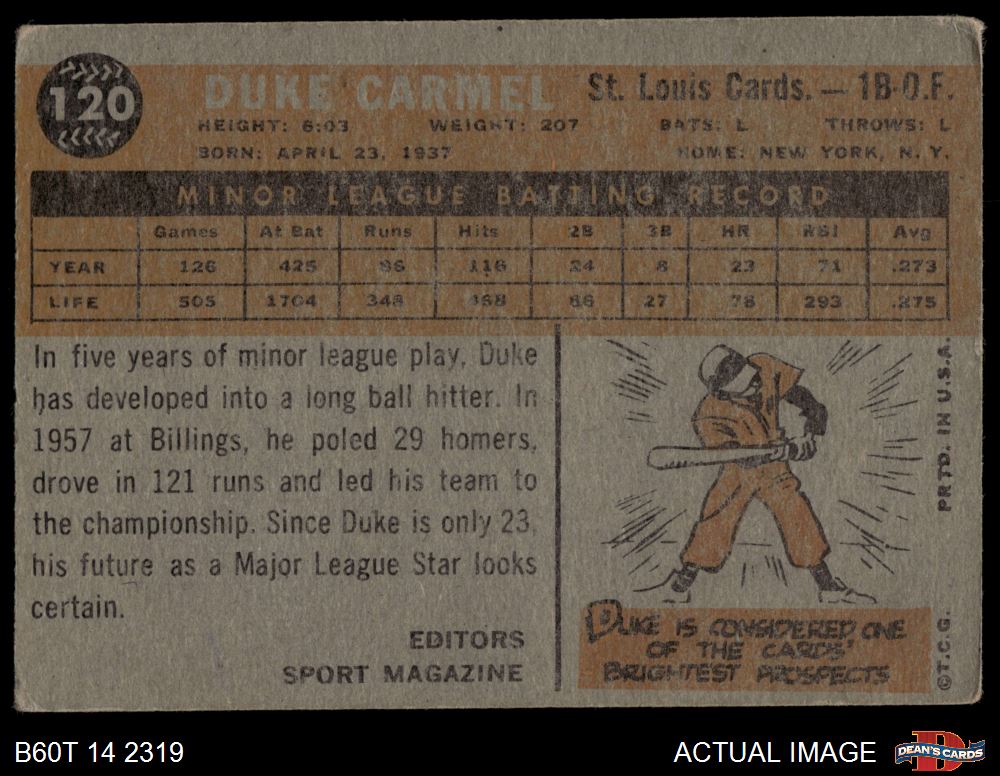 120
DUKE CARMEL St. Louis Cards. — 1B-O.F.
HEIGHT: 6:03 WEIGHT: 207 BATS: L THROWS: L
BORN: APRIL 23, 1937 HOME: NEW YORK, N. Y.
MINOR LEAGUE BATTING RECORD
Games At Bat Runs Hits 2B 3B HR RBI Avg
YEAR 126 425 86 116 24 8 23 71 .273
LIFE 505 1704 348 468 86 27 78 293 .275
In five years of minor league play, Duke
has developed into a long ball hitter. In
1957 at Billings, he poled 29 homers,
drove in 121 runs and led his team to
the championship. Since Duke is only 23,
his future as a Major League Star looks
certain.
EDITORS
SPORT MAGAZINE
DUKE IS CONSIDERED ONE
OF THE CARDS'
BRIGHTEST PROSPECTS
©T.C.G. PRTD. IN U.S.A.
B60T 14 2319 ACTUAL IMAGE DEAN'S CARDS